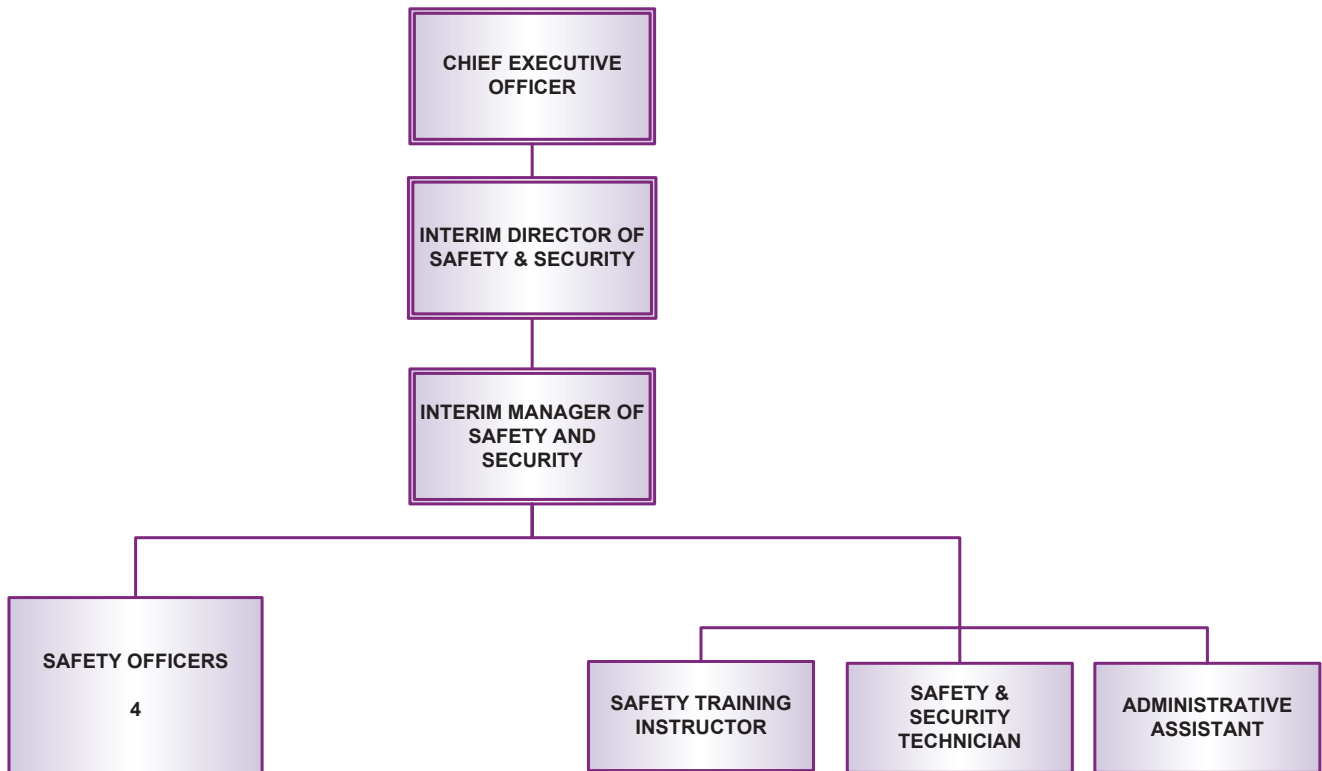 CHIEF EXECUTIVE
OFFICER
INTERIM DIRECTOR OF
SAFETY & SECURITY
INTERIM MANAGER OF
SAFETY AND
SECURITY
SAFETY OFFICERS
4
SAFETY TRAINING
INSTRUCTOR
SAFETY &
SECURITY
TECHNICIAN
ADMINISTRATIVE
ASSISTANT